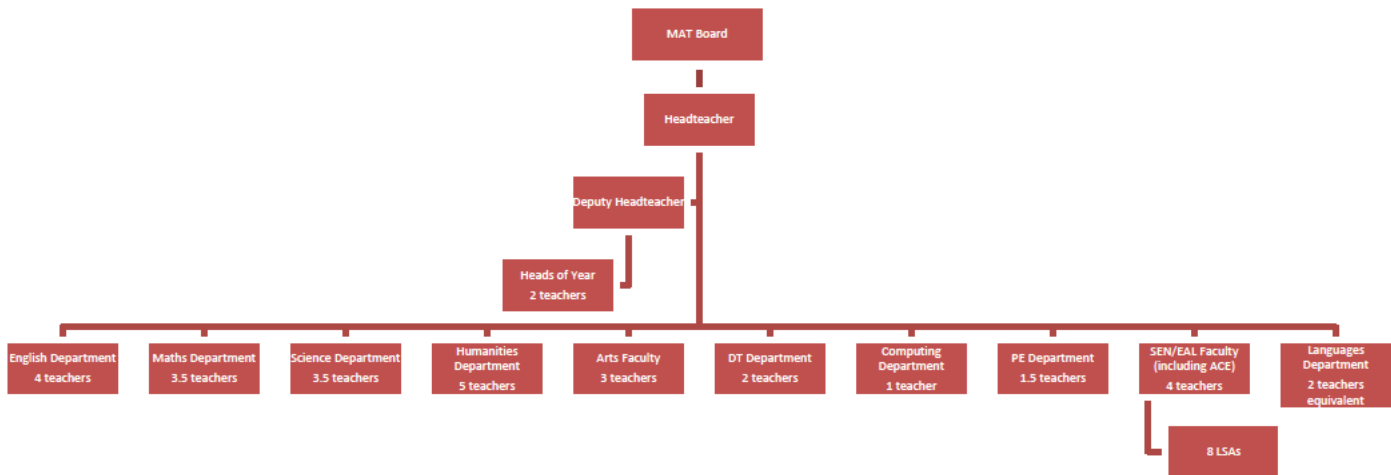 MAT Board
Headteacher
Deputy Headteacher
Heads of Year
2 teachers
English Department
4 teachers
Maths Department
3.5 teachers
Science Department
3.5 teachers
Humanities
Department
5 teachers
Arts Faculty
3 teachers
DT Department
2 teachers
Computing
Department
1 teacher
PE Department
1.5 teachers
SEN/EAL Faculty
(including ACE)
4 teachers
Languages
Department
2 teachers
equivalent
8 LSAs